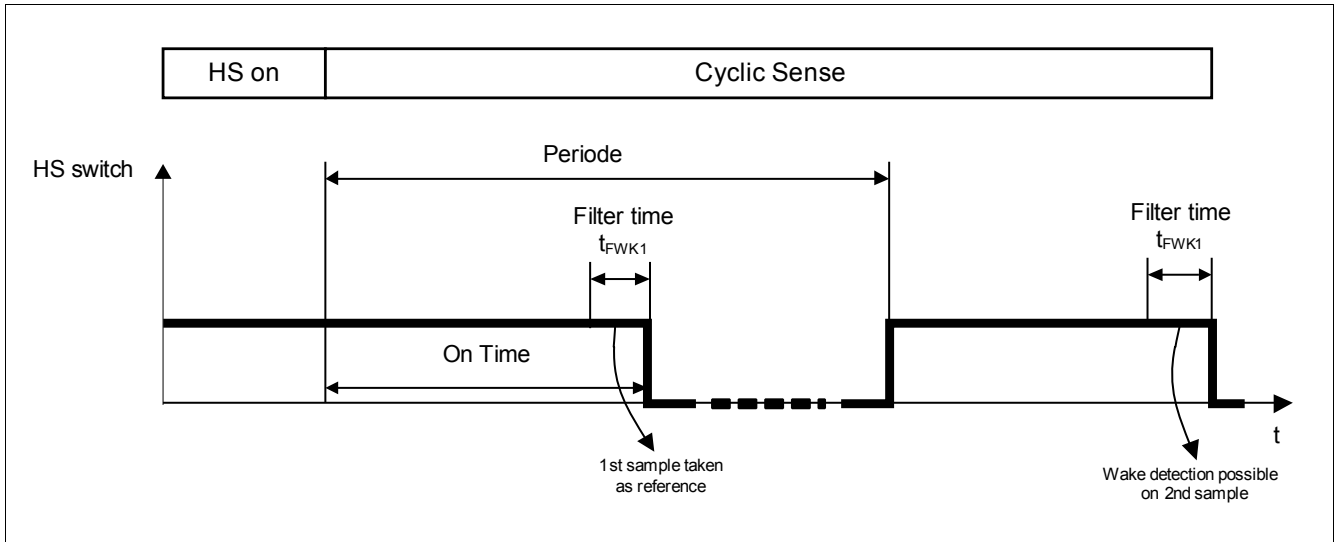 HS on
Cyclic Sense
HS switch
Periode
Filter time
tFWK1
Filter time
tFWK1
On Time
t
1st sample taken
as reference
Wake detection possible
on 2nd sample